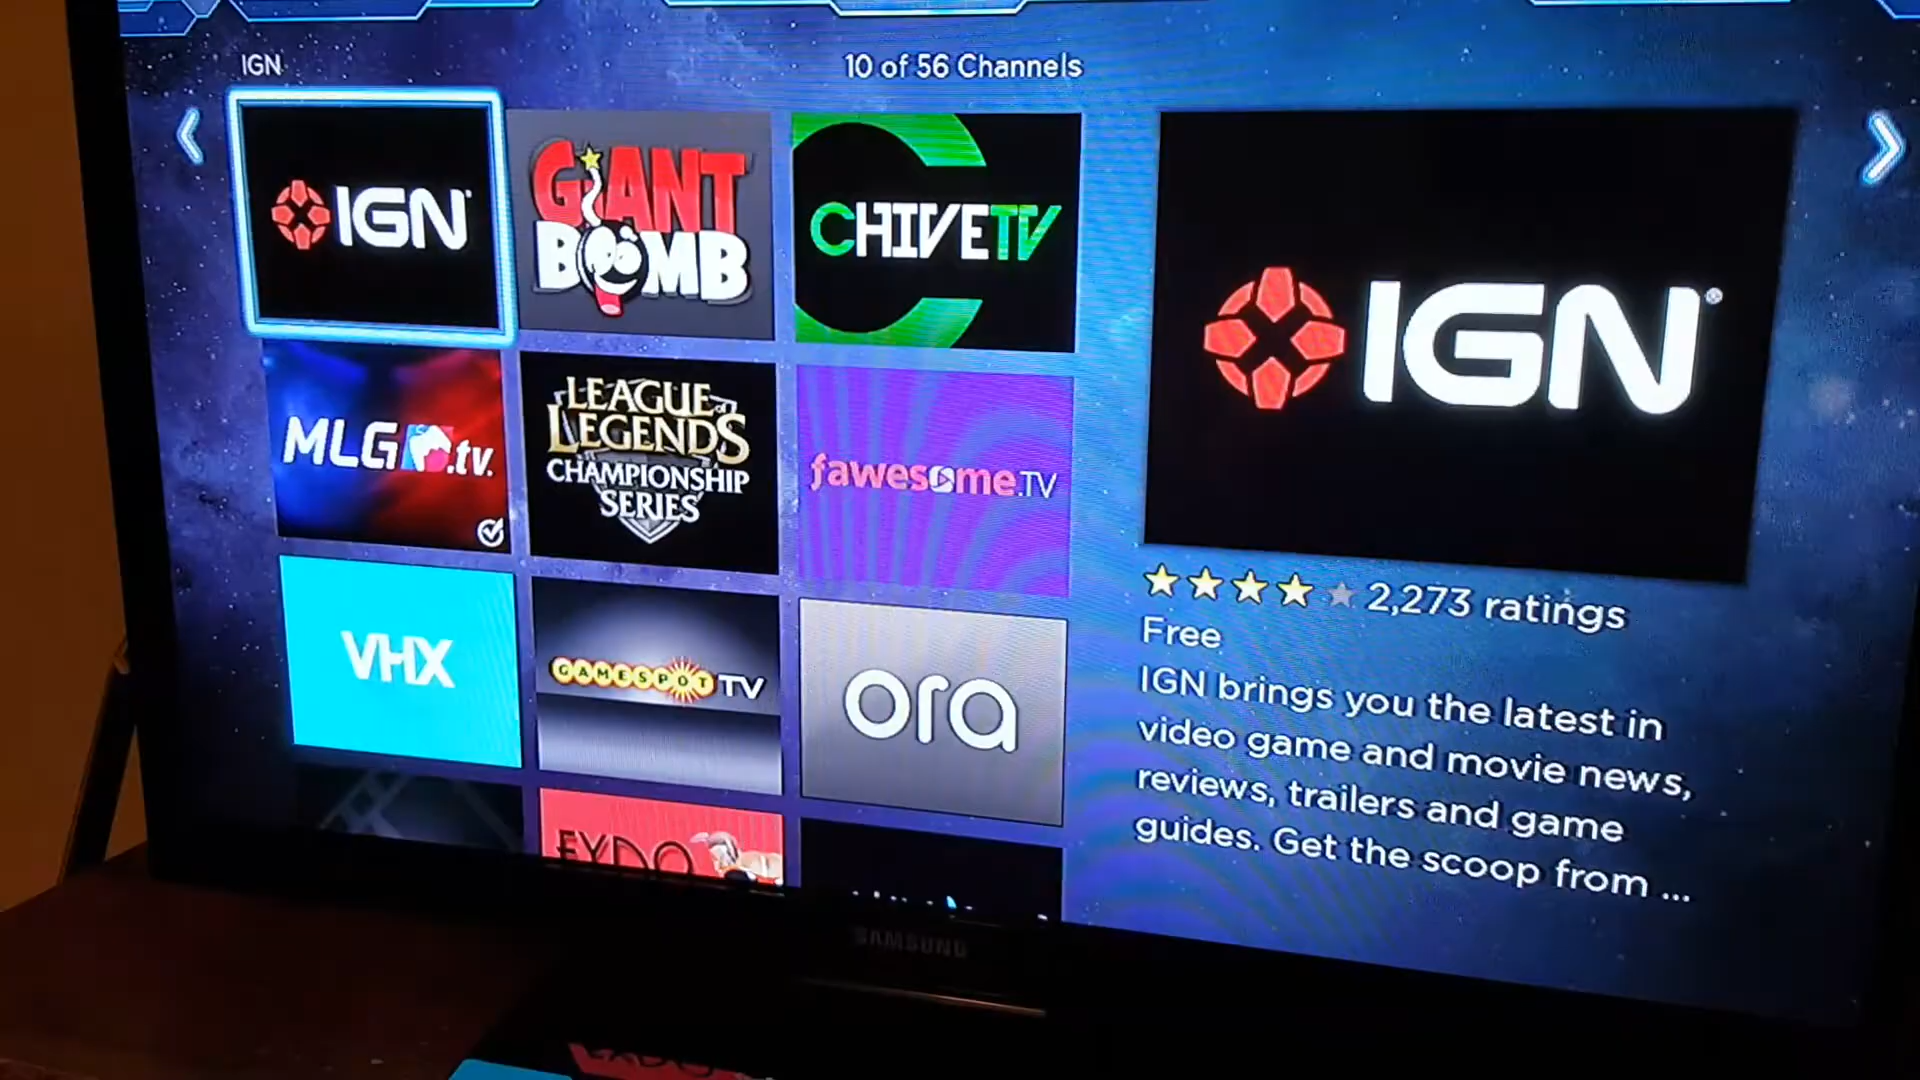 IGN
10 of 56 Channels
IGN
GiANT
BOMB
CHIVETV
IGN
MLG.tv.
LEAGUE of
LEGENDS
CHAMPIONSHIP
SERIES
fawesome.TV
2,273 ratings
Free
IGN brings you the latest in
video game and movie news,
reviews, trailers and game
guides. Get the scoop from ...
VHX
GAMESPOT TV
ora
SAMSUNG